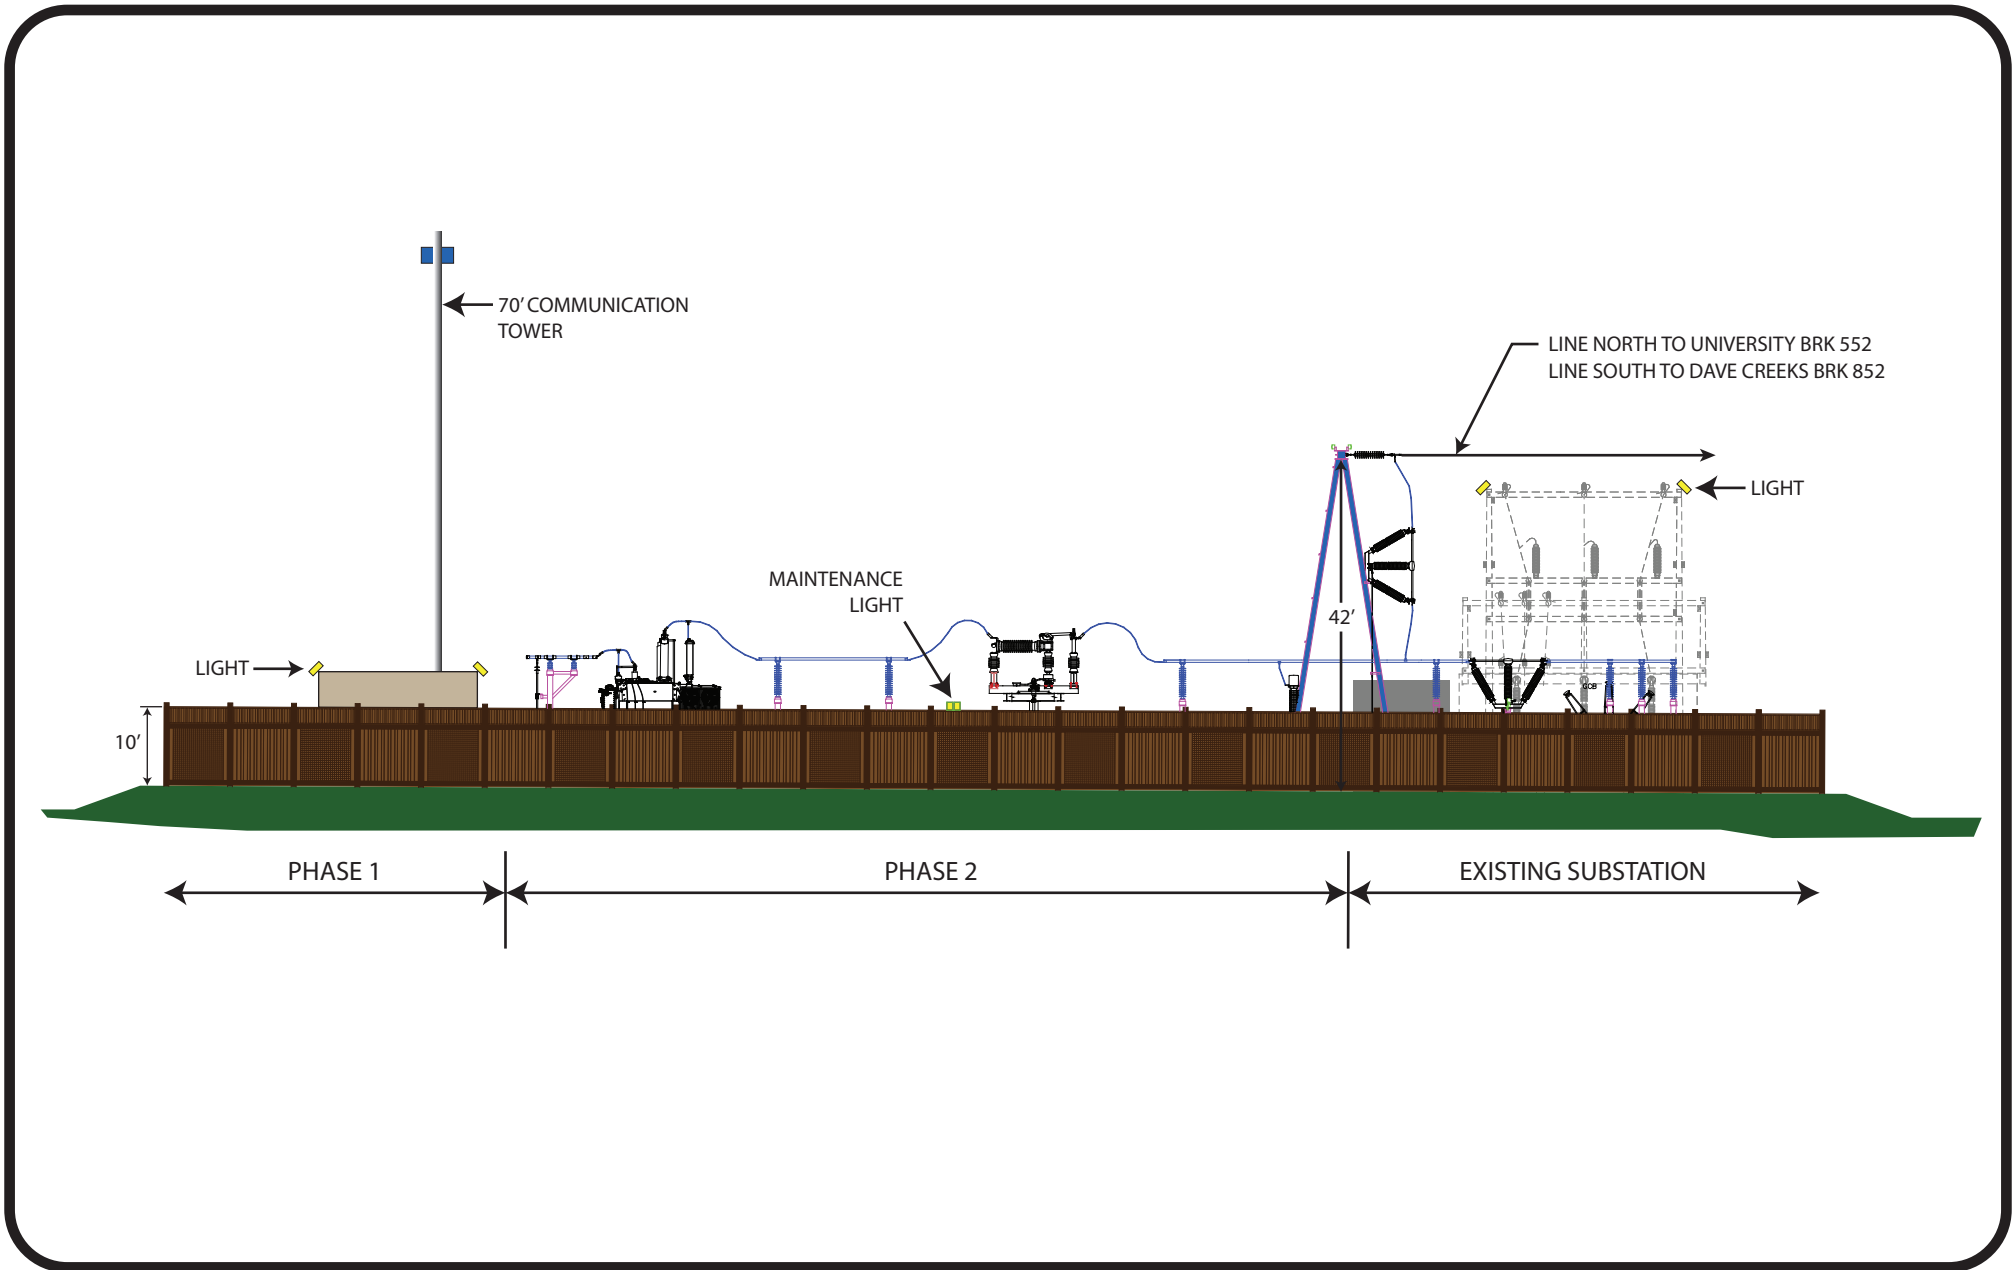 70' COMMUNICATION
TOWER
LINE NORTH TO UNIVERSITY BRK 552
LINE SOUTH TO DAVE CREEKS BRK 852
LIGHT
MAINTENANCE
LIGHT
42'
LIGHT
GCB
10'
PHASE 1
PHASE 2
EXISTING SUBSTATION